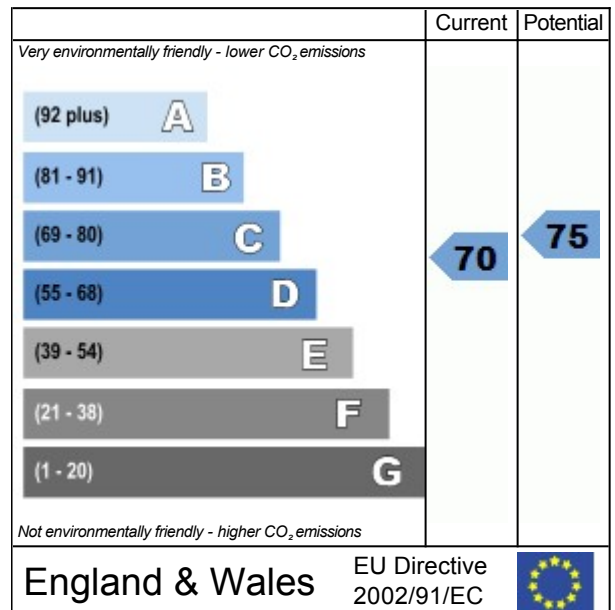 Current Potential
Very environmentally friendly - lower CO₂ emissions
(92 plus) A
(81 - 91) B
(69 - 80) C
(55 - 68) D
(39 - 54) E
(21 - 38) F
(1 - 20) G
70
75
Not environmentally friendly - higher CO₂ emissions
England & Wales
EU Directive
2002/91/EC